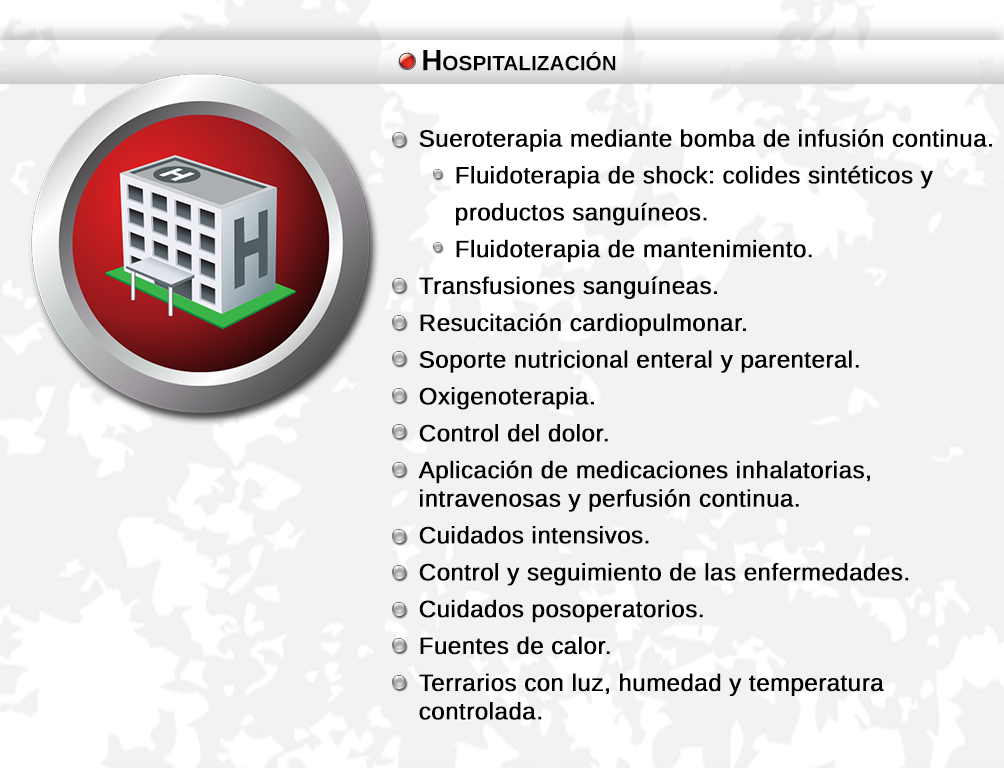 HOSPITALIZACIÓN
Sueroterapia mediante bomba de infusión continua.
Fluidoterapia de shock: colides sintéticos y
productos sanguíneos.
Fluidoterapia de mantenimiento.
Transfusiones sanguíneas.
Resucitación cardiopulmonar.
Soporte nutricional enteral y parenteral.
Oxigenoterapia.
Control del dolor.
Aplicación de medicaciones inhalatorias,
intravenosas y perfusión continua.
Cuidados intensivos.
Control y seguimiento de las enfermedades.
Cuidados posoperatorios.
Fuentes de calor.
Terrarios con luz, humedad y temperatura
controlada.
H
H